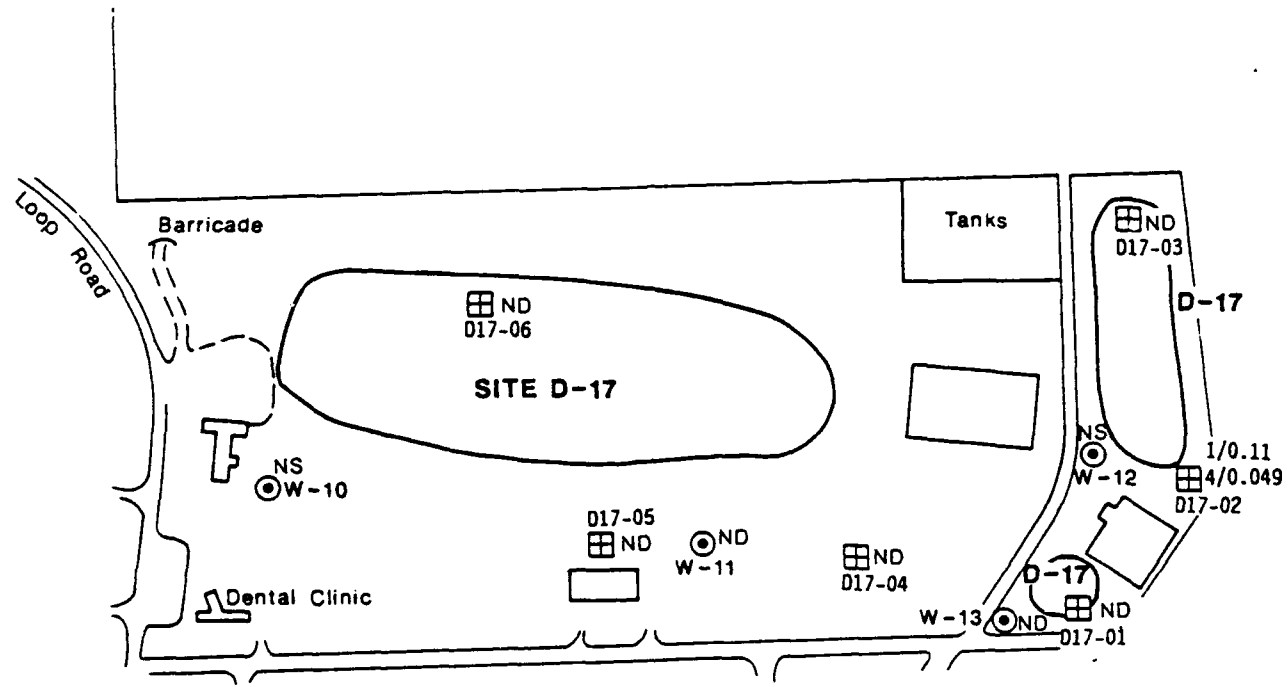 Loop Road
Barricade
Tanks
ND
D17-03
D-17
ND
D17-06
SITE D-17
NS
W-10
NS
W-12
1/0.11
4/0.049
D17-02
D17-05
ND
ND
W-11
ND
D17-04
D-17
Dental Clinic
W-13
ND
ND
D17-01